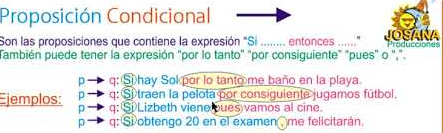 Proposición Condicional
JOSANA
Producciones
Son las proposiciones que contiene la expresión "Si ........ entonces ......"
También puede tener la expresión "por lo tanto" "por consiguiente" "pues" o ",".
p → q: Si hay Sol por lo tanto me baño en la playa.
p → q: Si traen la pelota por consiguiente jugamos fútbol.
Ejemplos:
p → q: Si Lizbeth viene pues vamos al cine.
p → q: Si obtengo 20 en el examen , me felicitarán.